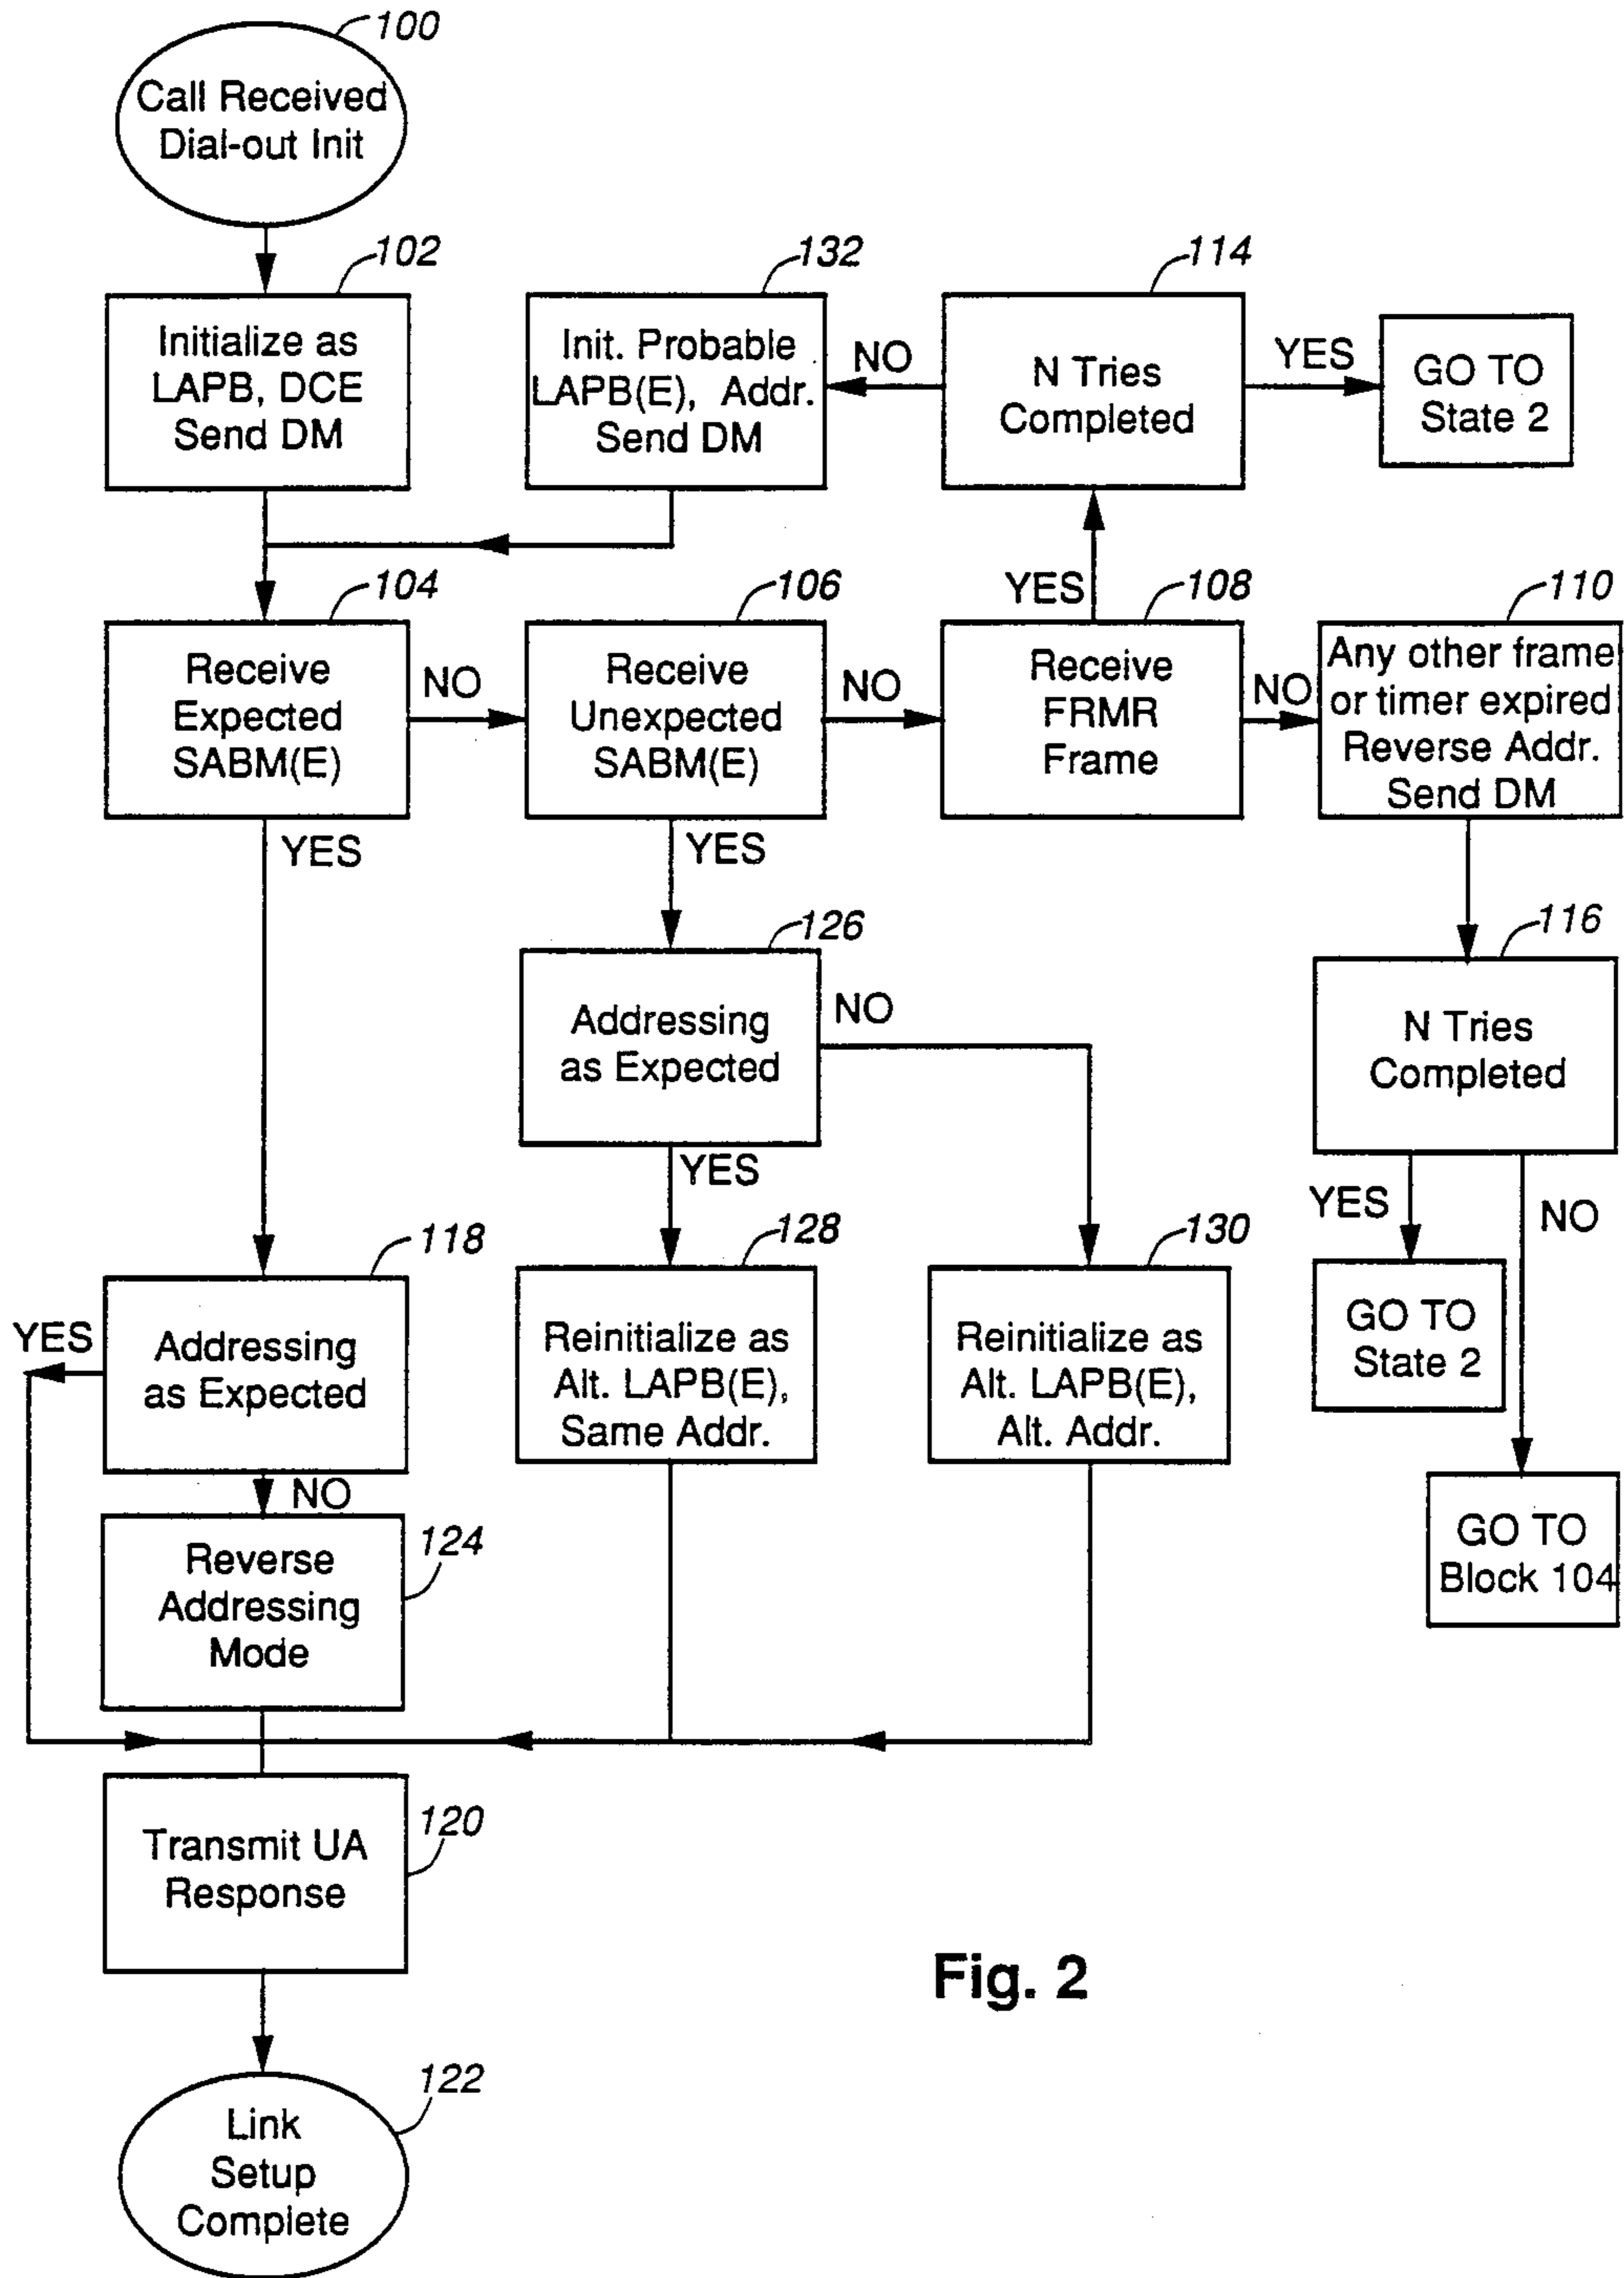 100
Call Received
Dial-out Init
102
Initialize as
LAPB, DCE
Send DM
132
Init. Probable
LAPB(E), Addr.
Send DM
NO
114
N Tries
Completed
YES
GO TO
State 2
104
Receive
Expected
SABM(E)
NO
YES
106
Receive
Unexpected
SABM(E)
NO
YES
YES
108
Receive
FRMR
Frame
NO
110
Any other frame
or timer expired
Reverse Addr.
Send DM
126
Addressing
as Expected
NO
YES
116
N Tries
Completed
YES
NO
GO TO
State 2
GO TO
Block 104
118
YES
Addressing
as Expected
NO
128
Reinitialize as
Alt. LAPB(E),
Same Addr.
130
Reinitialize as
Alt. LAPB(E),
Alt. Addr.
124
Reverse
Addressing
Mode
120
Transmit UA
Response
122
Link
Setup
Complete
Fig. 2